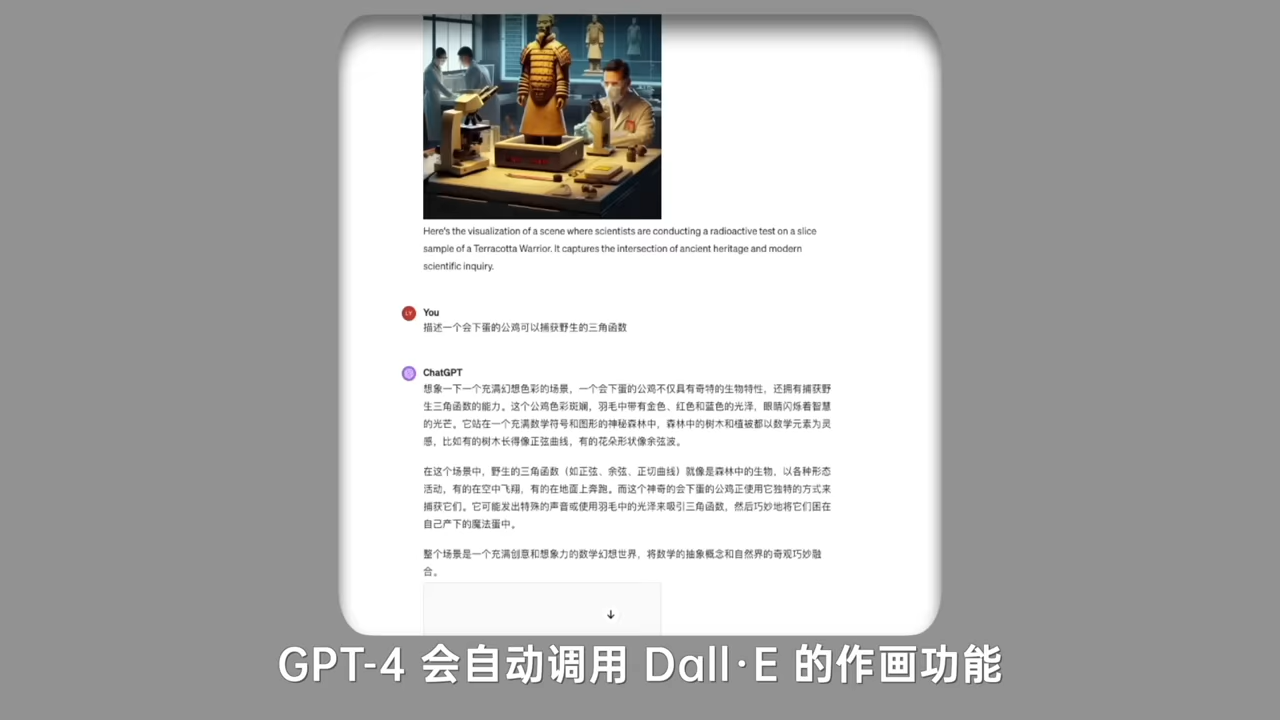 Here's the visualization of a scene where scientists are conducting a radioactive test on a slice
sample of a Terracotta Warrior. It captures the intersection of ancient heritage and modern
scientific inquiry.
LY
You
描述一个会下蛋的公鸡可以捕获野生的三角函数
ChatGPT
想象一下一个充满幻想色彩的场景，一个会下蛋的公鸡不仅具有奇特的生物特性，还拥有捕获野
生三角函数的能力。这个公鸡色彩斑斓，羽毛中带有金色、红色和蓝色的光泽，眼睛闪烁着智慧
的光芒。它站在一个充满数学符号和图形的神秘森林中，森林中的树木和植被都以数学元素为灵
感，比如有的树木长得像正弦曲线，有的花朵形状像余弦波。
在这个场景中，野生的三角函数（如正弦、余弦、正切曲线）就像是森林中的生物，以各种形态
活动，有的在空中飞翔，有的在地面上奔跑。而这个神奇的会下蛋的公鸡正使用它独特的方式来
捕获它们。它可能发出特殊的声音或使用羽毛中的光泽来吸引三角函数，然后巧妙地将它们困在
自己产下的魔法蛋中。
整个场景是一个充满创意和想象力的数学幻想世界，将数学的抽象概念和自然界的奇观巧妙融
合。
GPT-4 会自动调用 Dall·E 的作画功能